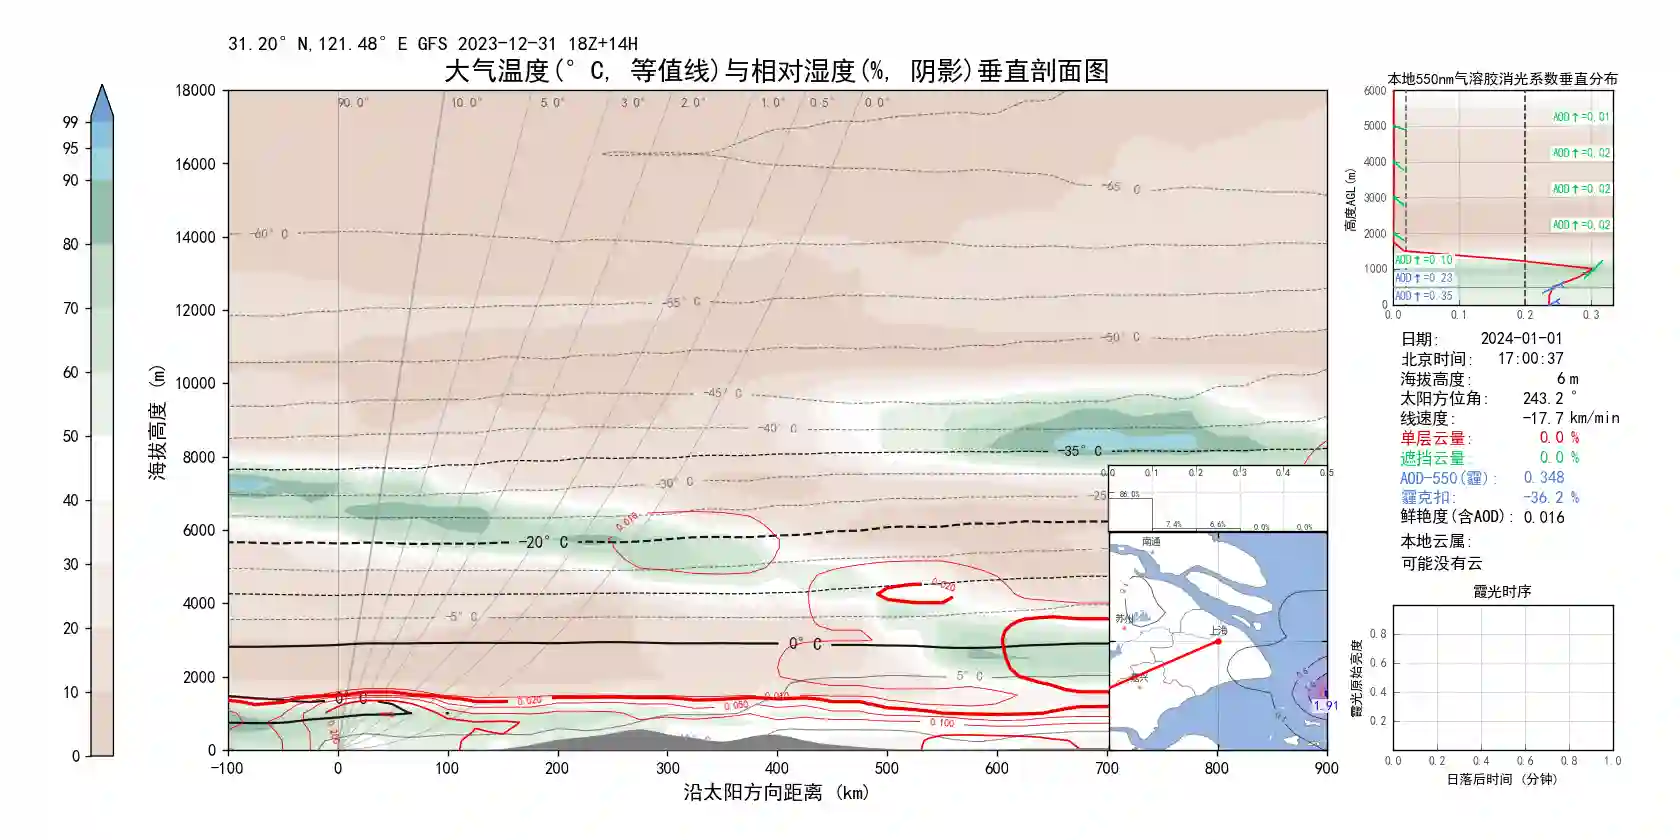 31.20° N,121.48° E GFS 2023-12-31 18Z+14H
大气温度(° C, 等值线)与相对湿度(%, 阴影)垂直剖面图
99
95
90
80
70
60
50
40
30
20
10
0
海拔高度 (m)
18000
16000
14000
12000
10000
8000
6000
4000
2000
0
90.0° 10.0° 5.0° 3.0° 2.0° 1.0° 0.5° 0.0°
-65° C
-60° C
-55° C
-50° C
-45° C
-40° C
-35° C
-30° C
-25
-20° C
-5° C
0° C
5° C
0° C
0.010
0.020
0.020
0.010
0.050
0.100
0.100
-100 0 100 200 300 400 500 600 700 800 900
沿太阳方向距离 (km)
0.0 0.1 0.2 0.3 0.4 0.5
86.0%
7.4% 6.6% 0.0% 0.0%
南通
苏州
上海
嘉兴
1.91
本地550nm气溶胶消光系数垂直分布
高度AGL(m)
6000
5000
4000
3000
2000
1000
0
AOD↑=0.01
AOD↑=0.02
AOD↑=0.02
AOD↑=0.02
AOD↑=0.10
AOD↑=0.23
AOD↑=0.35
0.0 0.1 0.2 0.3
日期: 2024-01-01
北京时间: 17:00:37
海拔高度: 6 m
太阳方位角: 243.2 °
线速度: -17.7 km/min
单层云量: 0.0 %
遮挡云量: 0.0 %
AOD-550(霾): 0.348
霾克扣: -36.2 %
鲜艳度(含AOD): 0.016
本地云属:
可能没有云
霞光时序
霞光原始亮度
0.8
0.6
0.4
0.2
0.0 0.2 0.4 0.6 0.8 1.0
日落后时间 (分钟)